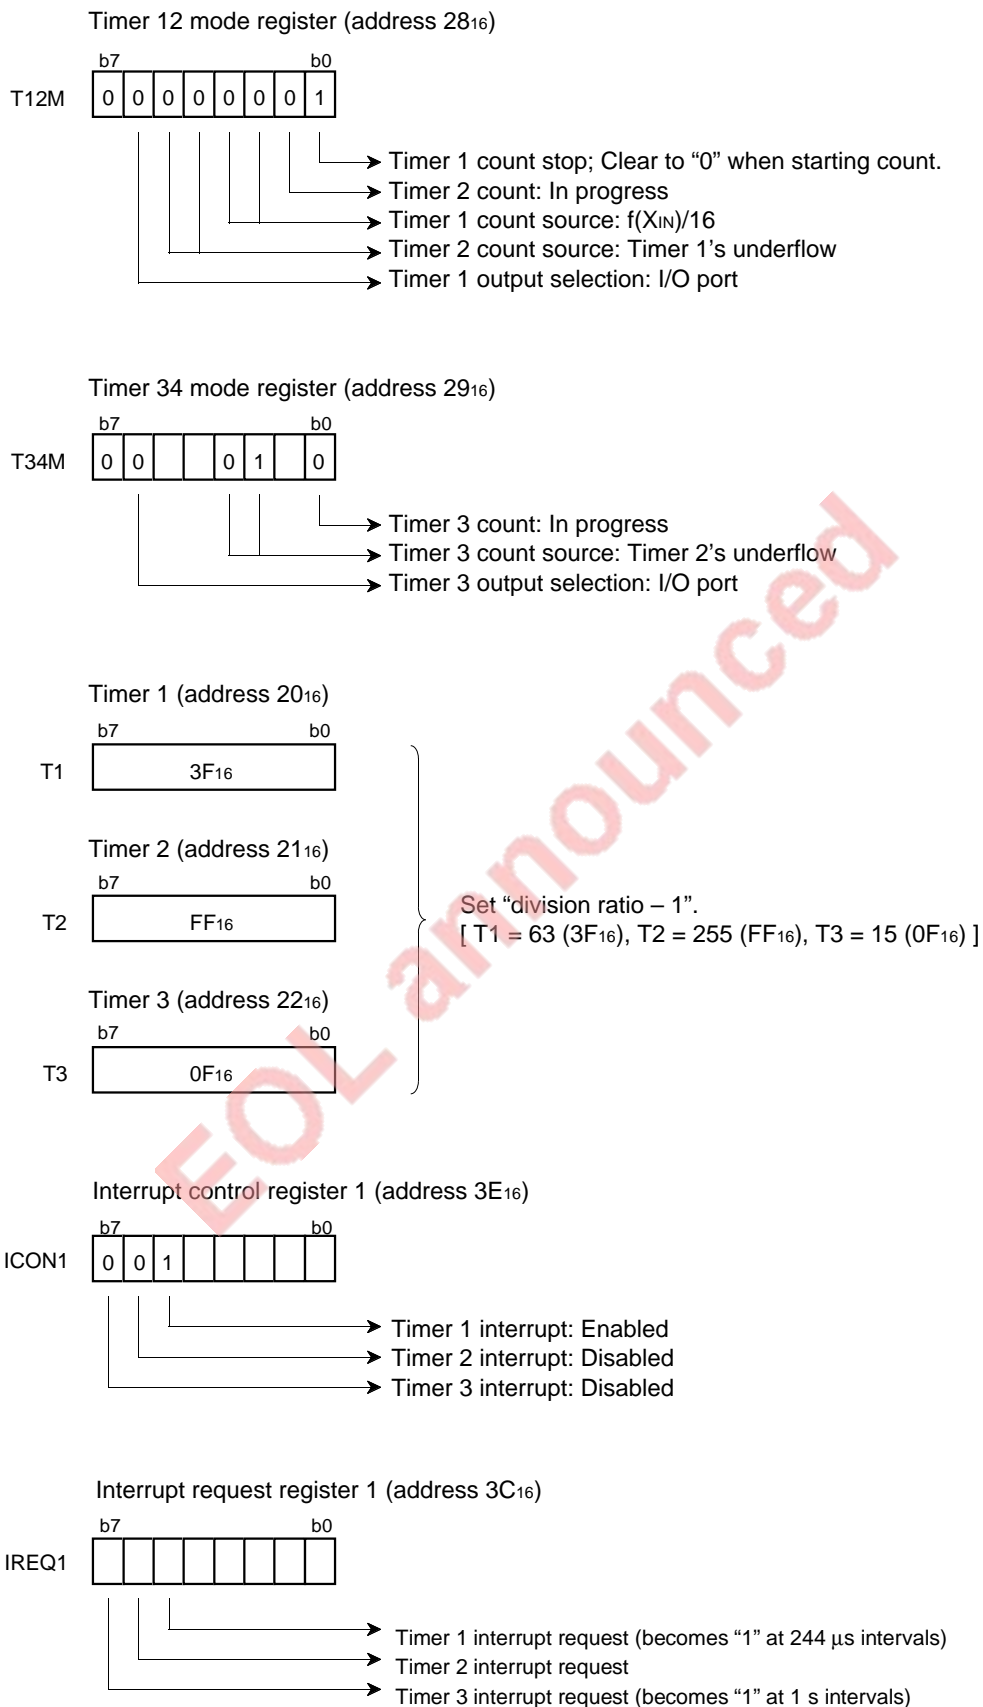 Timer 12 mode register (address 28₁₆)
b7 b0
T12M 0 0 0 0 0 0 0 1
Timer 1 count stop; Clear to “0” when starting count.
Timer 2 count: In progress
Timer 1 count source: f(XIN)/16
Timer 2 count source: Timer 1’s underflow
Timer 1 output selection: I/O port
Timer 34 mode register (address 29₁₆)
b7 b0
T34M 0 0 0 1 0
Timer 3 count: In progress
Timer 3 count source: Timer 2’s underflow
Timer 3 output selection: I/O port
Timer 1 (address 20₁₆)
b7 b0
T1 3F₁₆
Timer 2 (address 21₁₆)
b7 b0
T2 FF₁₆
Set “division ratio – 1”.
[ T1 = 63 (3F₁₆), T2 = 255 (FF₁₆), T3 = 15 (0F₁₆) ]
Timer 3 (address 22₁₆)
b7 b0
T3 0F₁₆
EOL announced
Interrupt control register 1 (address 3E₁₆)
b7 b0
ICON1 0 0 1
Timer 1 interrupt: Enabled
Timer 2 interrupt: Disabled
Timer 3 interrupt: Disabled
Interrupt request register 1 (address 3C₁₆)
b7 b0
IREQ1
Timer 1 interrupt request (becomes “1” at 244 μs intervals)
Timer 2 interrupt request
Timer 3 interrupt request (becomes “1” at 1 s intervals)